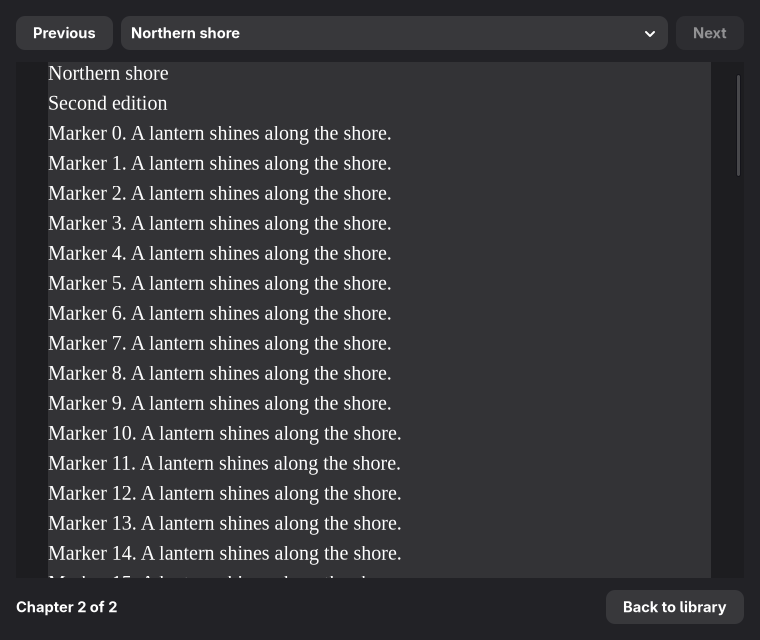 Previous
Northern shore
Next
Northern shore
Second edition
Marker 0. A lantern shines along the shore.
Marker 1. A lantern shines along the shore.
Marker 2. A lantern shines along the shore.
Marker 3. A lantern shines along the shore.
Marker 4. A lantern shines along the shore.
Marker 5. A lantern shines along the shore.
Marker 6. A lantern shines along the shore.
Marker 7. A lantern shines along the shore.
Marker 8. A lantern shines along the shore.
Marker 9. A lantern shines along the shore.
Marker 10. A lantern shines along the shore.
Marker 11. A lantern shines along the shore.
Marker 12. A lantern shines along the shore.
Marker 13. A lantern shines along the shore.
Marker 14. A lantern shines along the shore.
Chapter 2 of 2
Back to library